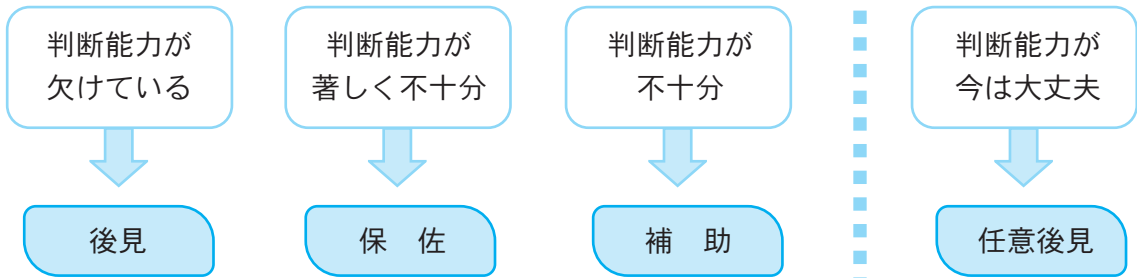 判断能力が
欠けている
判断能力が
著しく不十分
判断能力が
不十分
判断能力が
今は大丈夫
後見
保　佐
補　助
任意後見